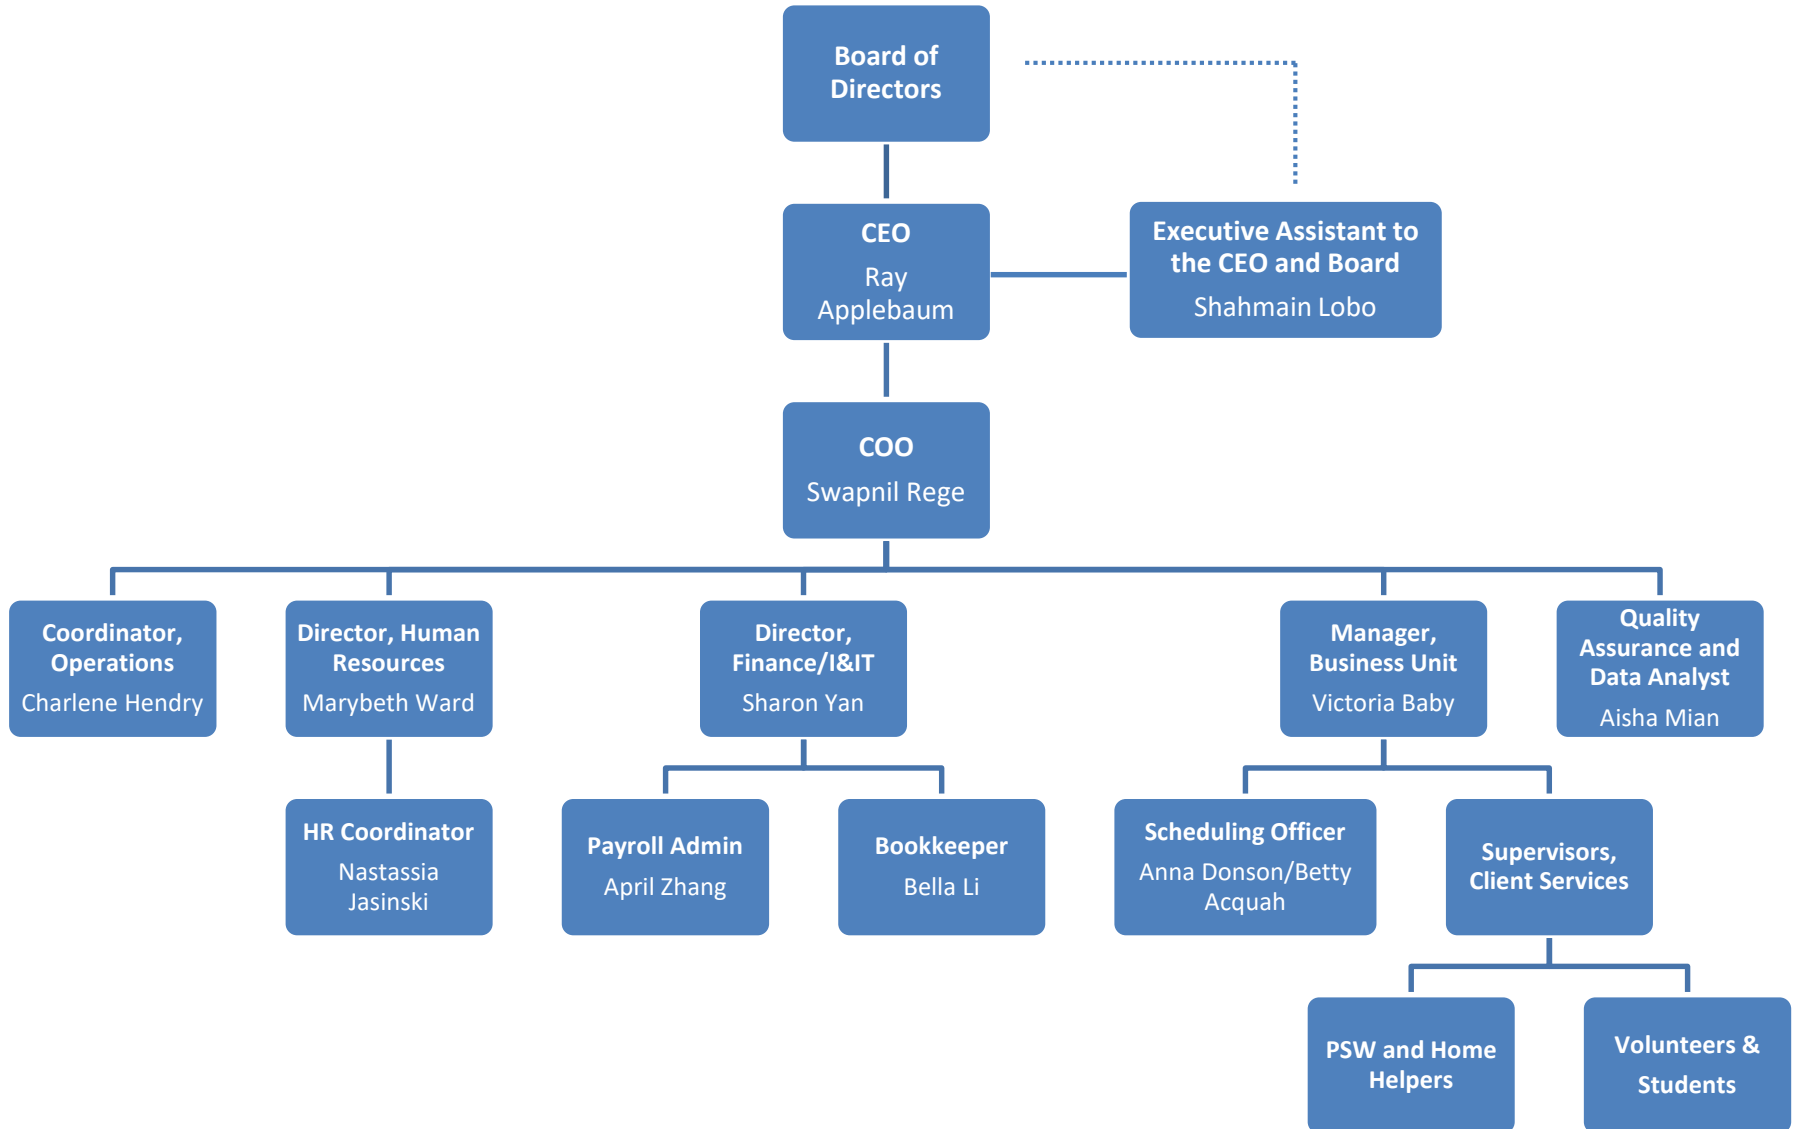 Board of
Directors
CEO
Ray
Applebaum
Executive Assistant to
the CEO and Board
Shahmain Lobo
COO
Swapnil Rege
Coordinator,
Operations
Charlene Hendry
Director, Human
Resources
Marybeth Ward
Director,
Finance/I&IT
Sharon Yan
Manager,
Business Unit
Victoria Baby
Quality
Assurance and
Data Analyst
Aisha Mian
HR Coordinator
Nastassia
Jasinski
Payroll Admin
April Zhang
Bookkeeper
Bella Li
Scheduling Officer
Anna Donson/Betty
Acquah
Supervisors,
Client Services
PSW and Home
Helpers
Volunteers &
Students